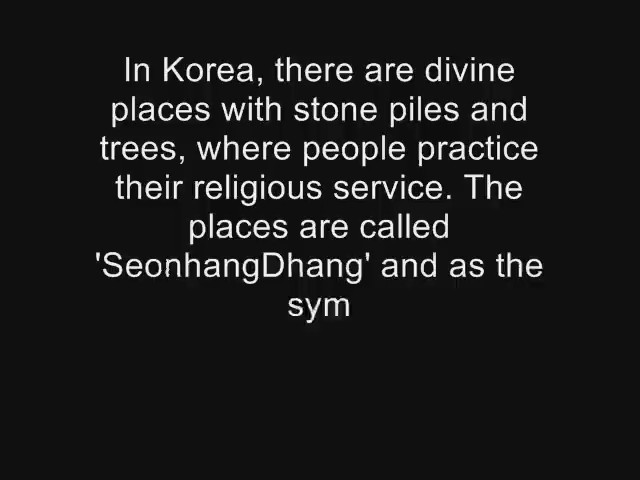 In Korea, there are divine
places with stone piles and
trees, where people practice
their religious service. The
places are called
'SeonhangDhang' and as the
sym